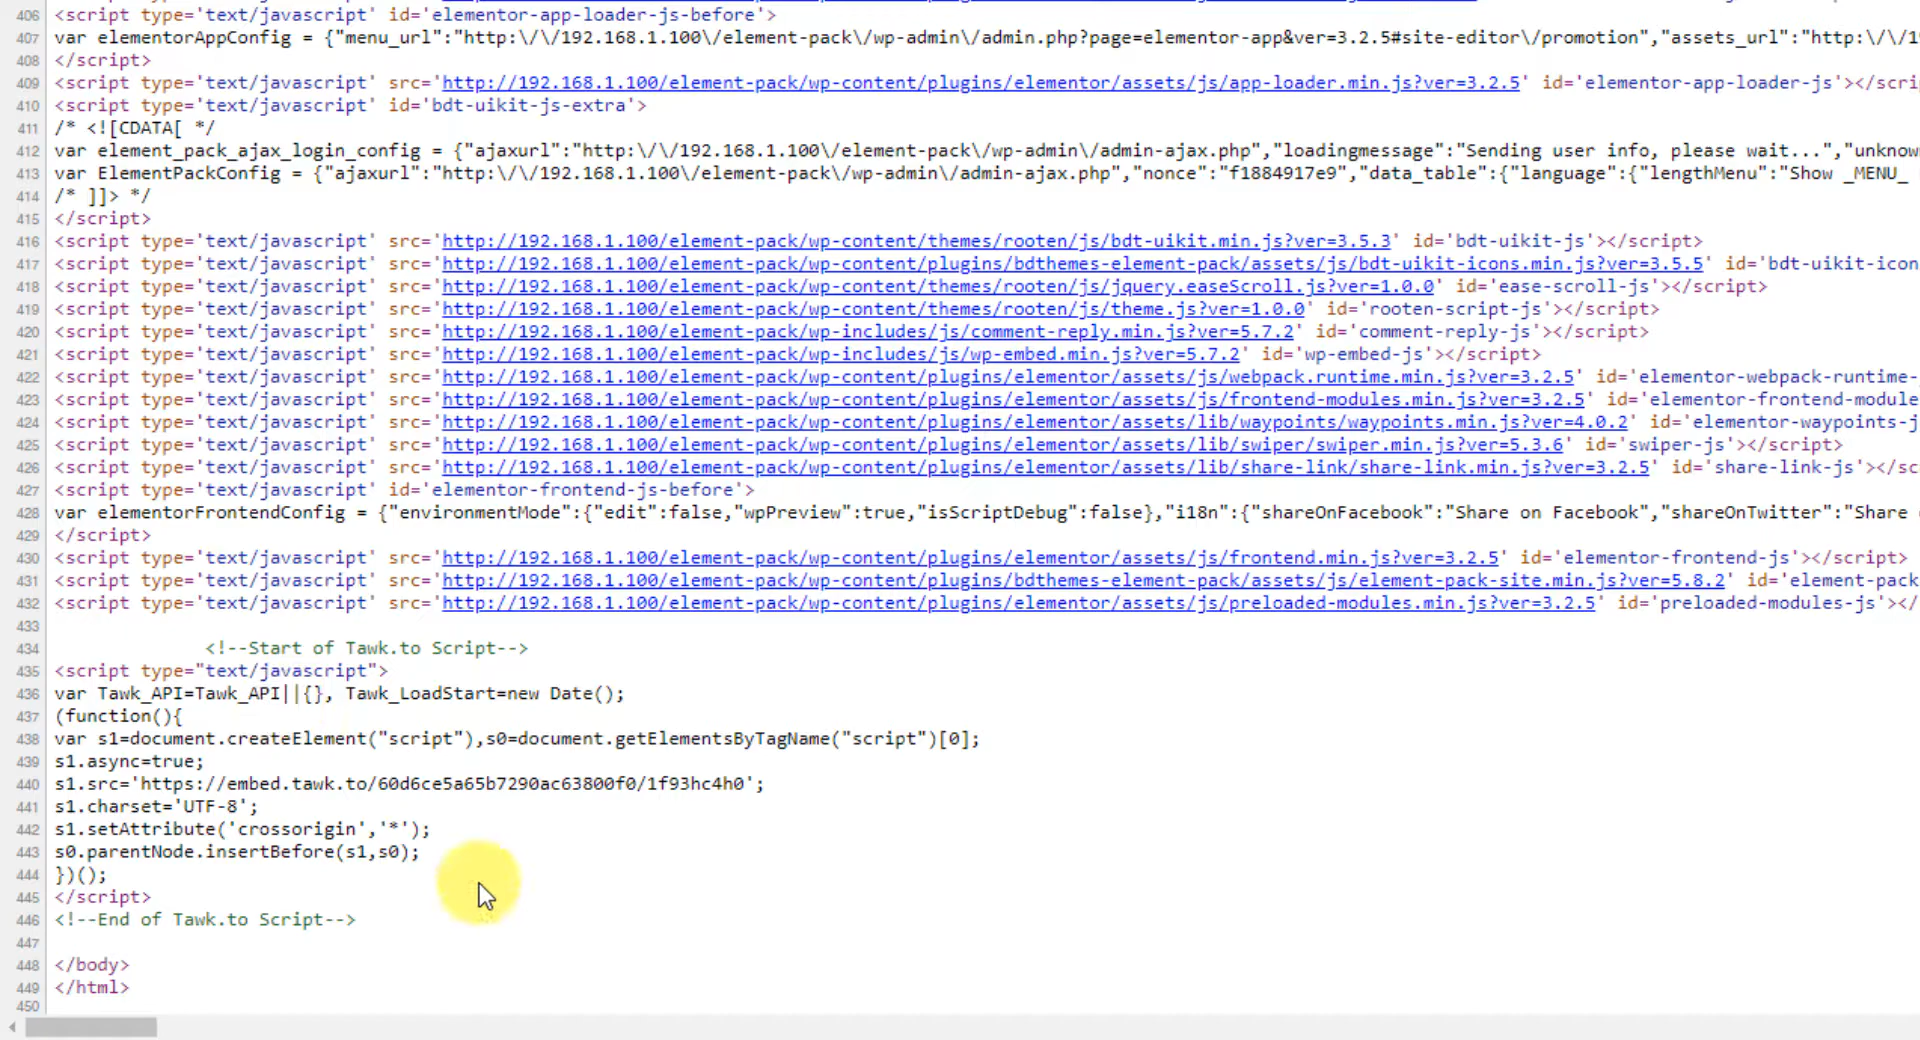 406 <script type='text/javascript' id='elementor-app-loader-js-before'>
407 var elementorAppConfig = {"menu_url":"http:\/\/192.168.1.100\/element-pack\/wp-admin\/admin.php?page=elementor-app&ver=3.2.5#site-editor\/promotion","assets_url":"http:\/\/1
408 </script>
409 <script type='text/javascript' src='http://192.168.1.100/element-pack/wp-content/plugins/elementor/assets/js/app-loader.min.js?ver=3.2.5' id='elementor-app-loader-js'></scri
410 <script type='text/javascript' id='bdt-uikit-js-extra'>
411 /* <![CDATA[ */
412 var element_pack_ajax_login_config = {"ajaxurl":"http:\/\/192.168.1.100\/element-pack\/wp-admin\/admin-ajax.php","loadingmessage":"Sending user info, please wait...","unknow
413 var ElementPackConfig = {"ajaxurl":"http:\/\/192.168.1.100\/element-pack\/wp-admin\/admin-ajax.php","nonce":"f1884917e9","data_table":{"language":{"lengthMenu":"Show _MENU_
414 /* ]]> */
415 </script>
416 <script type='text/javascript' src='http://192.168.1.100/element-pack/wp-content/themes/rooten/js/bdt-uikit.min.js?ver=3.5.3' id='bdt-uikit-js'></script>
417 <script type='text/javascript' src='http://192.168.1.100/element-pack/wp-content/plugins/bdthemes-element-pack/assets/js/bdt-uikit-icons.min.js?ver=3.5.5' id='bdt-uikit-icon
418 <script type='text/javascript' src='http://192.168.1.100/element-pack/wp-content/themes/rooten/js/jquery.easeScroll.js?ver=1.0.0' id='ease-scroll-js'></script>
419 <script type='text/javascript' src='http://192.168.1.100/element-pack/wp-content/themes/rooten/js/theme.js?ver=1.0.0' id='rooten-script-js'></script>
420 <script type='text/javascript' src='http://192.168.1.100/element-pack/wp-includes/js/comment-reply.min.js?ver=5.7.2' id='comment-reply-js'></script>
421 <script type='text/javascript' src='http://192.168.1.100/element-pack/wp-includes/js/wp-embed.min.js?ver=5.7.2' id='wp-embed-js'></script>
422 <script type='text/javascript' src='http://192.168.1.100/element-pack/wp-content/plugins/elementor/assets/js/webpack.runtime.min.js?ver=3.2.5' id='elementor-webpack-runtime-
423 <script type='text/javascript' src='http://192.168.1.100/element-pack/wp-content/plugins/elementor/assets/js/frontend-modules.min.js?ver=3.2.5' id='elementor-frontend-module
424 <script type='text/javascript' src='http://192.168.1.100/element-pack/wp-content/plugins/elementor/assets/lib/waypoints/waypoints.min.js?ver=4.0.2' id='elementor-waypoints-j
425 <script type='text/javascript' src='http://192.168.1.100/element-pack/wp-content/plugins/elementor/assets/lib/swiper/swiper.min.js?ver=5.3.6' id='swiper-js'></script>
426 <script type='text/javascript' src='http://192.168.1.100/element-pack/wp-content/plugins/elementor/assets/lib/share-link/share-link.min.js?ver=3.2.5' id='share-link-js'></sc
427 <script type='text/javascript' id='elementor-frontend-js-before'>
428 var elementorFrontendConfig = {"environmentMode":{"edit":false,"wpPreview":true,"isScriptDebug":false},"i18n":{"shareOnFacebook":"Share on Facebook","shareOnTwitter":"Share
429 </script>
430 <script type='text/javascript' src='http://192.168.1.100/element-pack/wp-content/plugins/elementor/assets/js/frontend.min.js?ver=3.2.5' id='elementor-frontend-js'></script>
431 <script type='text/javascript' src='http://192.168.1.100/element-pack/wp-content/plugins/bdthemes-element-pack/assets/js/element-pack-site.min.js?ver=5.8.2' id='element-pack
432 <script type='text/javascript' src='http://192.168.1.100/element-pack/wp-content/plugins/elementor/assets/js/preloaded-modules.min.js?ver=3.2.5' id='preloaded-modules-js'></
433
434 <!--Start of Tawk.to Script-->
435 <script type="text/javascript">
436 var Tawk_API=Tawk_API||{}, Tawk_LoadStart=new Date();
437 (function(){
438 var s1=document.createElement("script"),s0=document.getElementsByTagName("script")[0];
439 s1.async=true;
440 s1.src='https://embed.tawk.to/60d6ce5a65b7290ac63800f0/1f93hc4h0';
441 s1.charset='UTF-8';
442 s1.setAttribute('crossorigin','*');
443 s0.parentNode.insertBefore(s1,s0);
444 })();
445 </script>
446 <!--End of Tawk.to Script-->
447
448 </body>
449 </html>
450